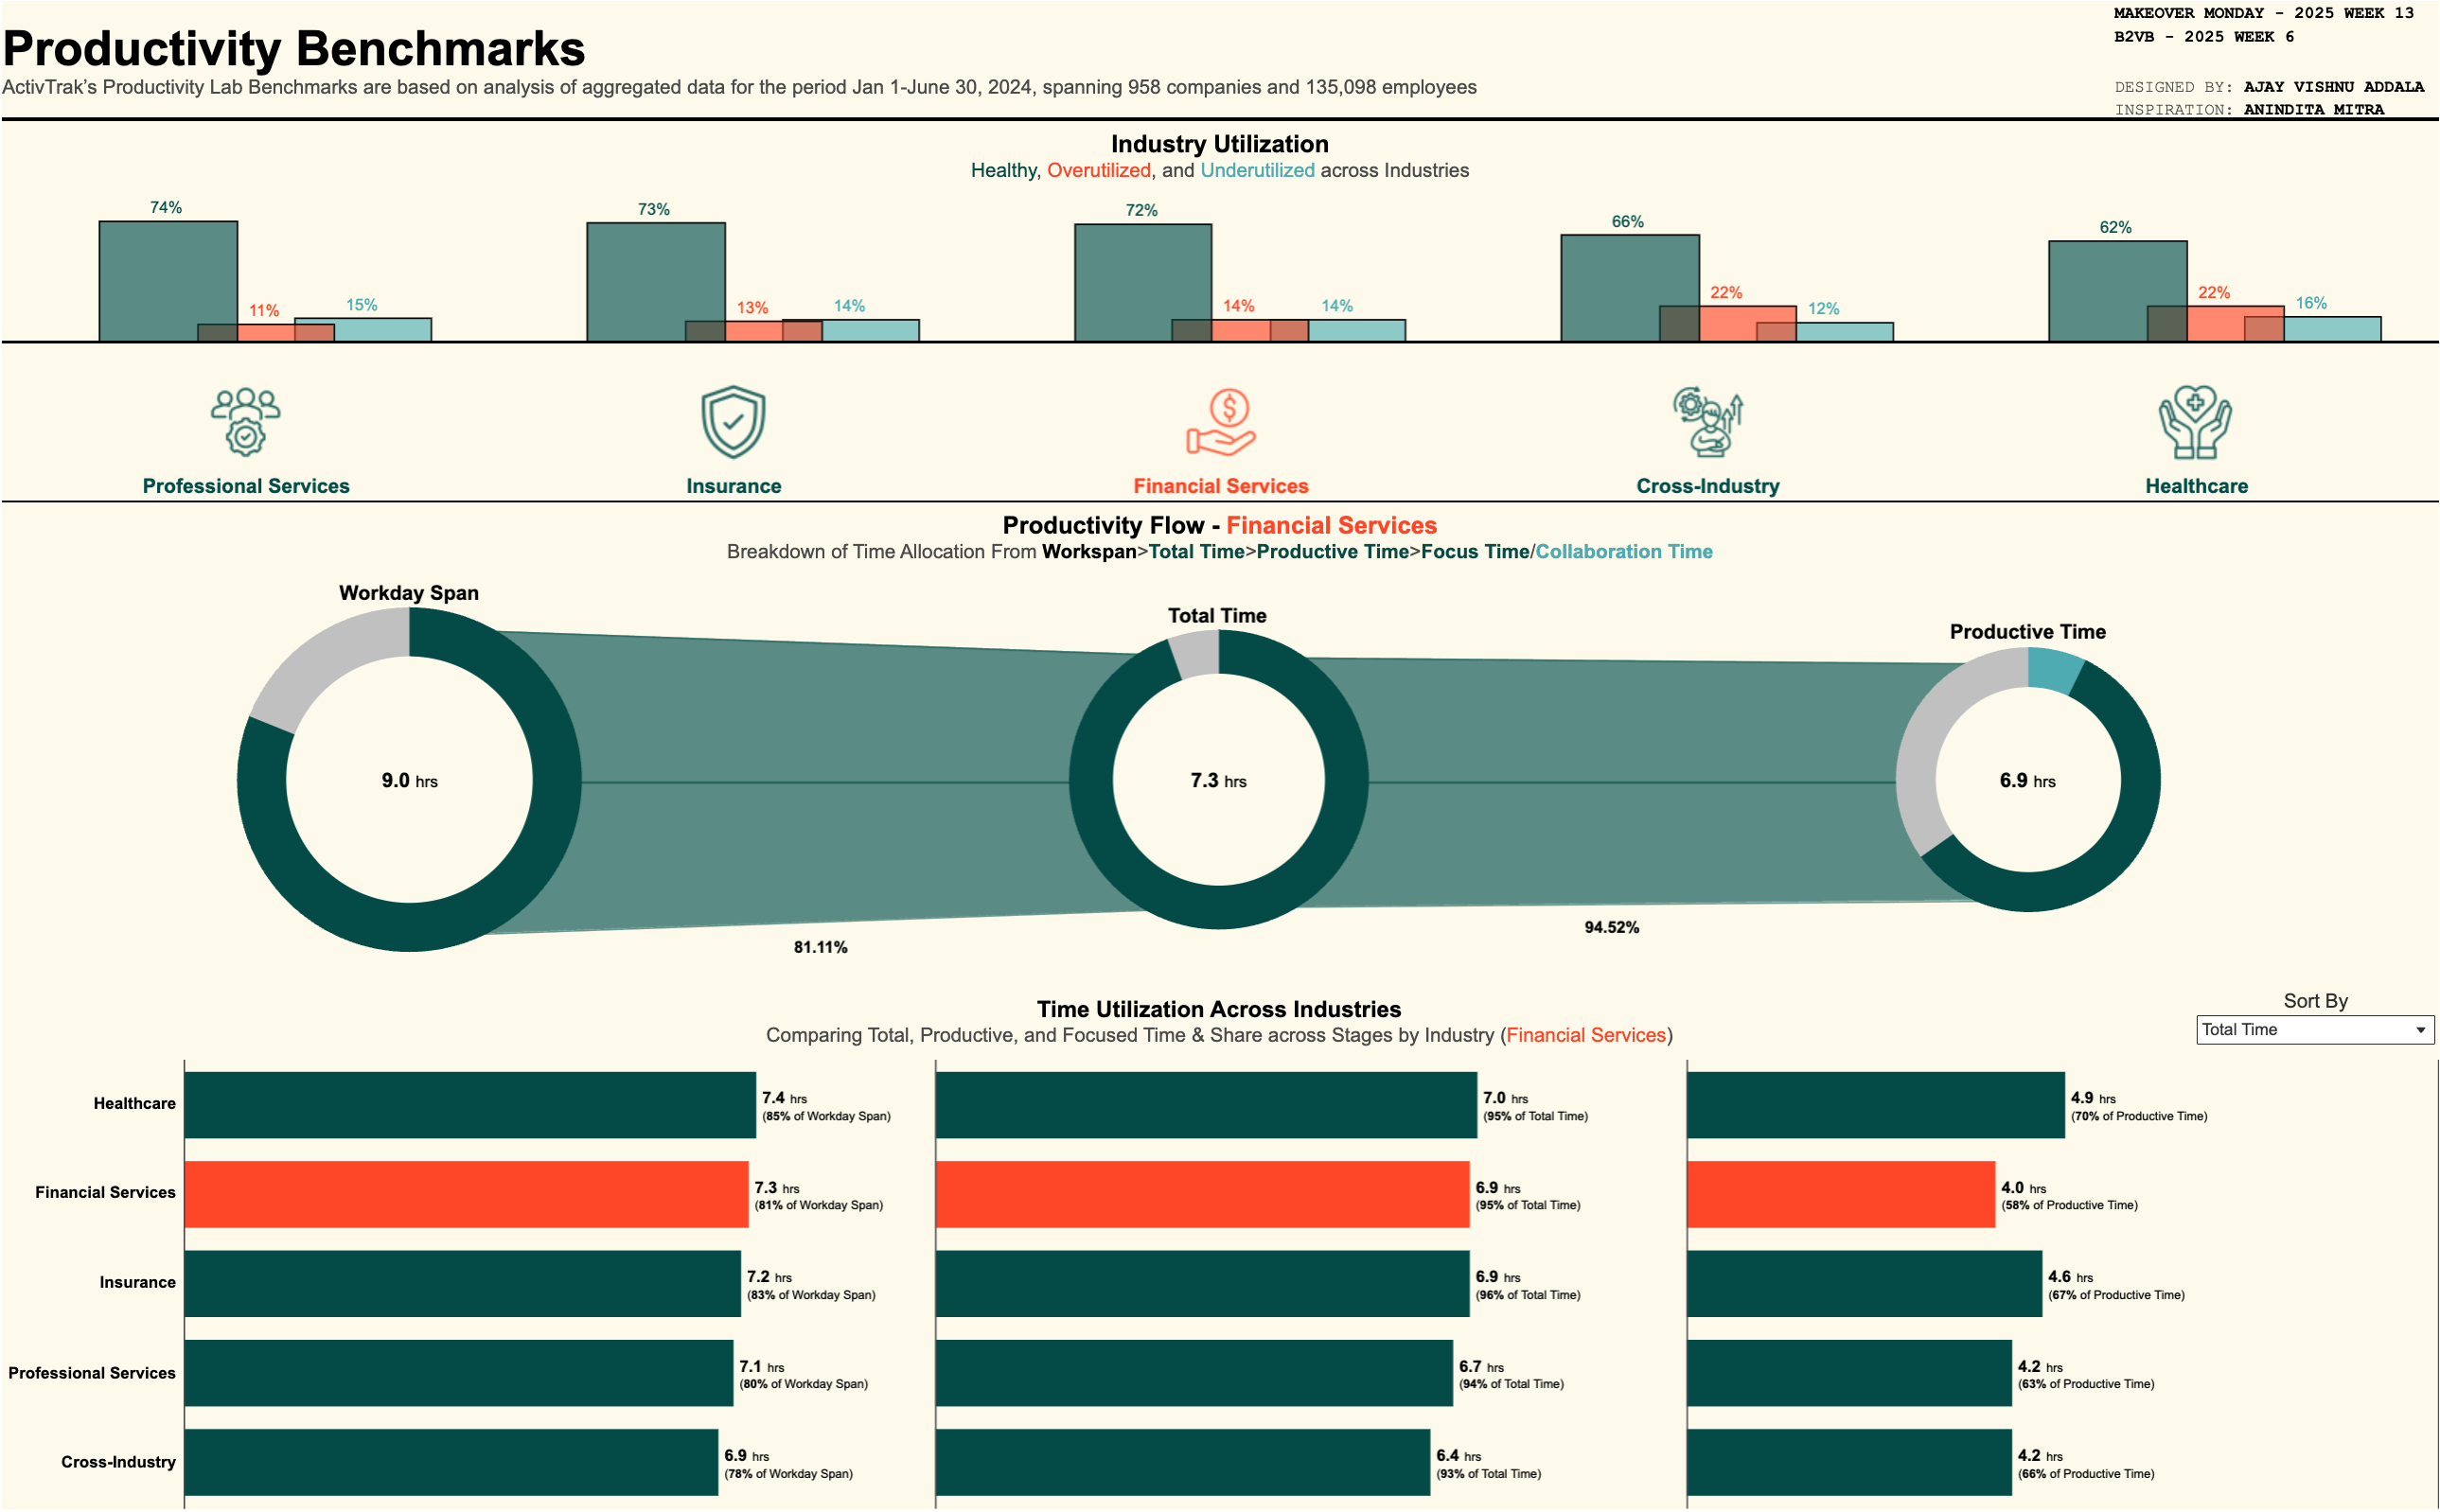 MAKEOVER MONDAY - 2025 WEEK 13
B2VB - 2025 WEEK 6
Productivity Benchmarks
ActivTrak's Productivity Lab Benchmarks are based on analysis of aggregated data for the period Jan 1-June 30, 2024, spanning 958 companies and 135,098 employees
DESIGNED BY: AJAY VISHNU ADDALA
INSPIRATION: ANINDITA MITRA
Industry Utilization
Healthy, Overutilized, and Underutilized across Industries
74% 11% 15%
73% 13% 14%
72% 14% 14%
66% 22% 12%
62% 22% 16%
Professional Services
Insurance
Financial Services
Cross-Industry
Healthcare
Productivity Flow - Financial Services
Breakdown of Time Allocation From Workspan>Total Time>Productive Time>Focus Time/Collaboration Time
Workday Span
9.0 hrs
81.11%
Total Time
7.3 hrs
94.52%
Productive Time
6.9 hrs
Time Utilization Across Industries
Comparing Total, Productive, and Focused Time & Share across Stages by Industry (Financial Services)
Sort By
Total Time
Healthcare
7.4 hrs
(85% of Workday Span)
7.0 hrs
(95% of Total Time)
4.9 hrs
(70% of Productive Time)
Financial Services
7.3 hrs
(81% of Workday Span)
6.9 hrs
(95% of Total Time)
4.0 hrs
(58% of Productive Time)
Insurance
7.2 hrs
(83% of Workday Span)
6.9 hrs
(96% of Total Time)
4.6 hrs
(67% of Productive Time)
Professional Services
7.1 hrs
(80% of Workday Span)
6.7 hrs
(94% of Total Time)
4.2 hrs
(63% of Productive Time)
Cross-Industry
6.9 hrs
(78% of Workday Span)
6.4 hrs
(93% of Total Time)
4.2 hrs
(66% of Productive Time)